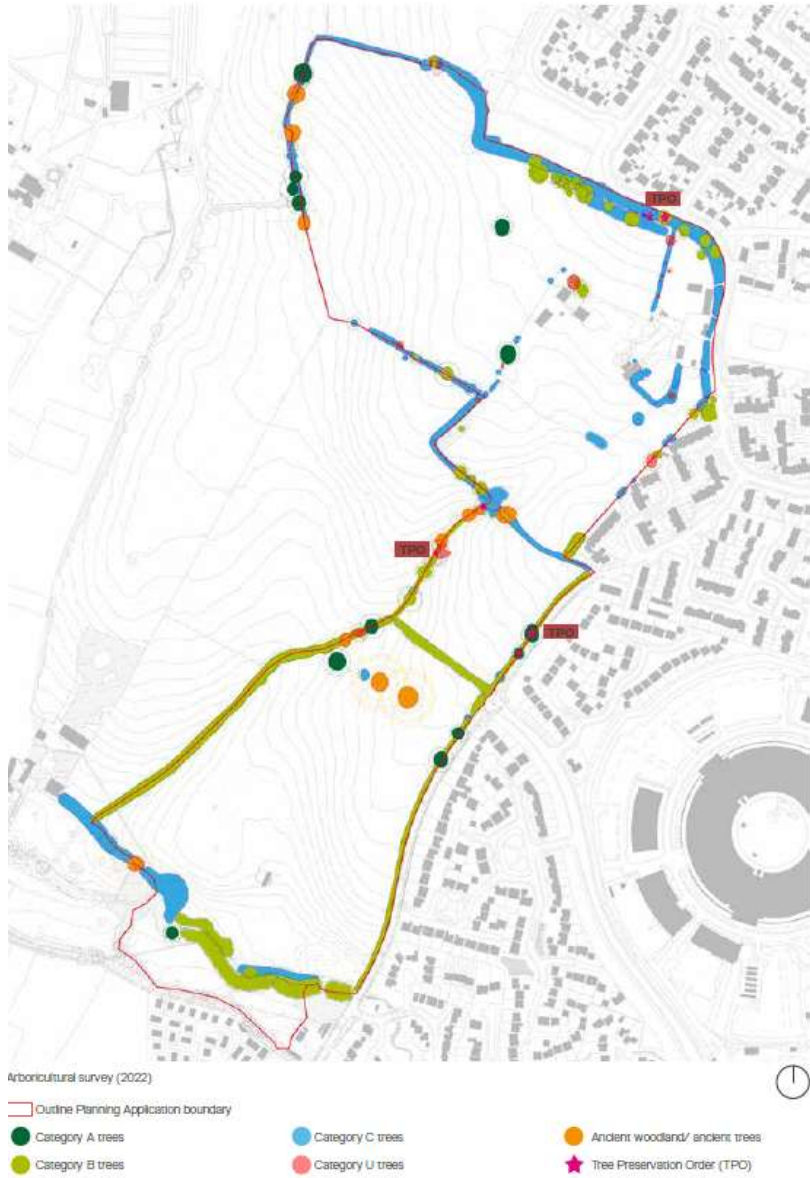 TPO
TPO
TPO
Arboricultural survey (2022)
Outline Planning Application boundary
Category A trees
Category C trees
Ancient woodland/ ancient trees
Category B trees
Category U trees
Tree Preservation Order (TPO)